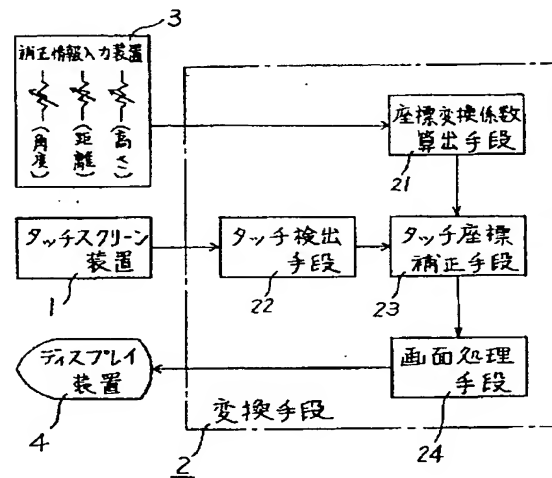 3
補正情報入力装置
(角度)
(距離)
(高さ)
座標変換係数
算出手段
21
タッチスクリーン
装置
1
タッチ検出
手段
22
タッチ座標
補正手段
23
ディスプレイ
装置
4
画面処理
手段
24
変換手段
2